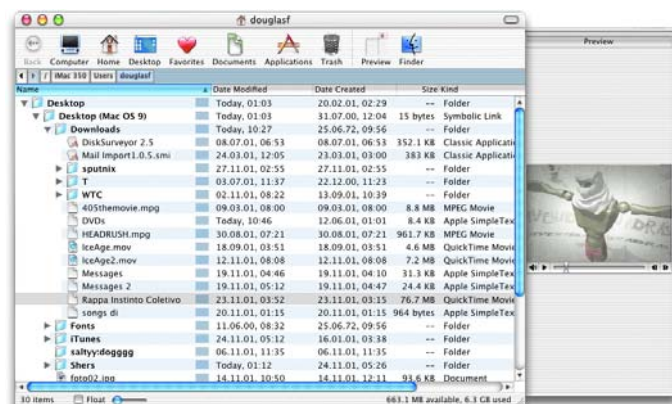 douglasf
Preview
Back Computer Home Desktop Favorites Documents Applications Trash Preview Finder
/ iMac 350 Users douglasf
Name Date Modified Date Created Size Kind
Desktop Today, 01:03 20.02.01, 02:29 -- Folder
Desktop (Mac OS 9) Today, 01:03 31.07.00, 12:04 15 bytes Symbolic Link
Downloads Today, 10:27 25.06.72, 09:56 -- Folder
DiskSurveyor 2.5 08.07.01, 06:53 08.07.01, 06:53 352.1 KB Classic Applicati
Mail Import1.0.5.smi 24.03.01, 12:05 23.03.01, 03:00 383 KB Classic Applicati
sputnix 27.11.01, 02:55 27.11.01, 02:55 -- Folder
T 03.07.01, 11:37 22.12.00, 11:23 -- Folder
WTC 02.11.01, 08:22 13.09.01, 10:39 -- Folder
405themovie.mpg 09.03.01, 08:00 09.03.01, 08:00 8.8 MB MPEG Movie
DVDs Today, 10:46 12.06.01, 01:01 8.4 KB Apple SimpleTex
HEADRUSH.mpg 30.08.01, 07:21 30.08.01, 07:21 961.7 KB MPEG Movie
IceAge.mov 18.09.01, 03:51 18.09.01, 03:51 4.6 MB QuickTime Movie
IceAge2.mov 12.11.01, 08:08 12.11.01, 08:08 7.2 MB QuickTime Movie
Messages 19.11.01, 04:46 19.11.01, 04:10 31.3 KB Apple SimpleTex
Messages 2 19.11.01, 05:12 19.11.01, 04:47 24.4 KB Apple SimpleTex
Rappa Instinto Coletivo 23.11.01, 03:52 23.11.01, 03:15 76.7 MB QuickTime Movie
songs di 20.11.01, 01:15 20.11.01, 01:15 964 bytes Apple SimpleTex
Fonts 11.06.00, 08:32 25.06.72, 09:56 -- Folder
iTunes 24.11.01, 05:12 16.01.01, 03:38 -- Folder
saltyy:dogggg 06.11.01, 11:35 06.11.01, 11:35 -- Folder
Shers Today, 01:12 24.11.01, 05:26 -- Folder
foto02.jpg 14.11.01, 10:50 14.11.01, 12:11 93.6 KB Document
30 items Float 663.1 MB available, 6.3 GB used